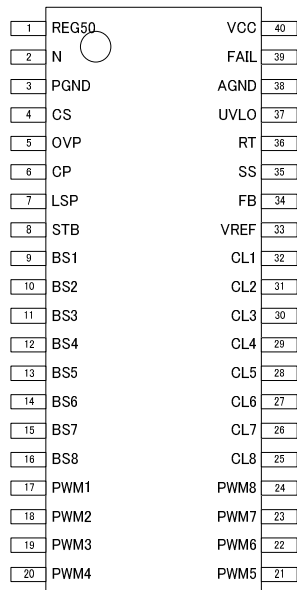 1 REG50 VCC 40
2 N FAIL 39
3 PGND AGND 38
4 CS UVLO 37
5 OVP RT 36
6 CP SS 35
7 LSP FB 34
8 STB VREF 33
9 BS1 CL1 32
10 BS2 CL2 31
11 BS3 CL3 30
12 BS4 CL4 29
13 BS5 CL5 28
14 BS6 CL6 27
15 BS7 CL7 26
16 BS8 CL8 25
17 PWM1 PWM8 24
18 PWM2 PWM7 23
19 PWM3 PWM6 22
20 PWM4 PWM5 21